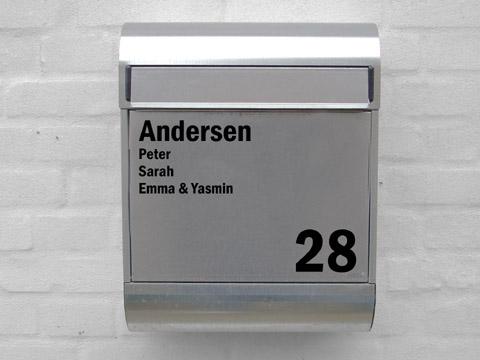 Andersen
Peter
Sarah
Emma & Yasmin
28